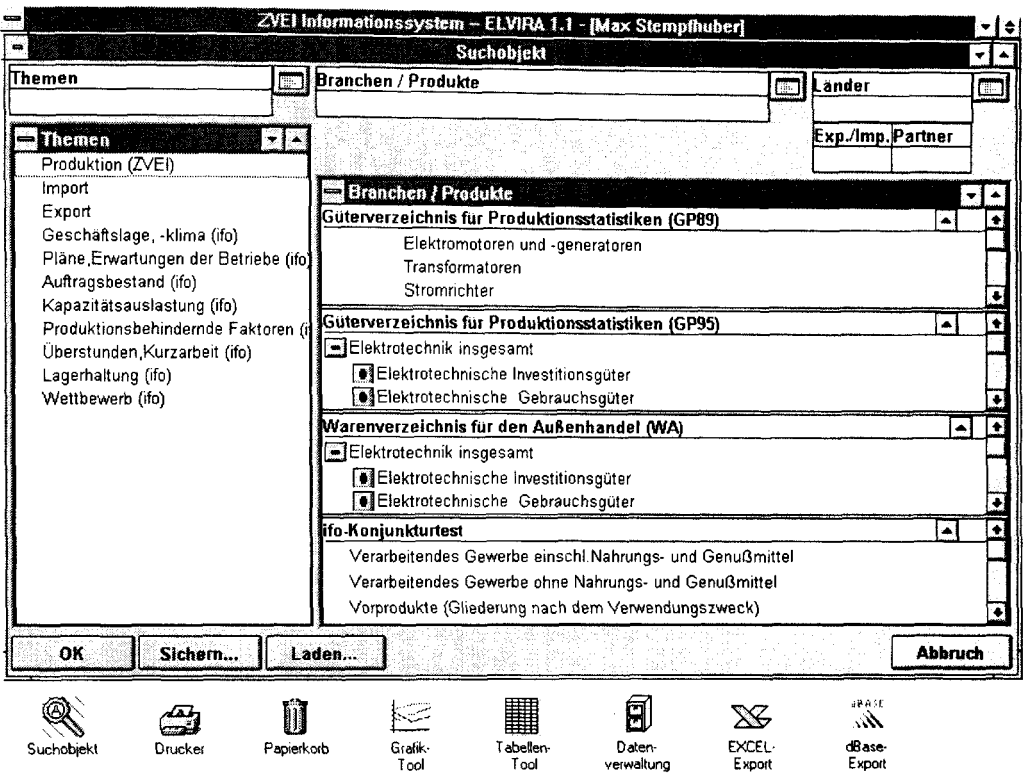 ZVEI Informationssystem – ELVIRA 1.1 - [Max Stempfhuber]
Suchobjekt
Themen
Branchen / Produkte
Länder
Exp./Imp. Partner
Themen
Produktion (ZVEI)
Import
Export
Geschäftslage, -klima (ifo)
Pläne,Erwartungen der Betriebe (ifo)
Auftragsbestand (ifo)
Kapazitätsauslastung (ifo)
Produktionsbehindernde Faktoren (i
Überstunden,Kurzarbeit (ifo)
Lagerhaltung (ifo)
Wettbewerb (ifo)
Branchen / Produkte
Güterverzeichnis für Produktionsstatistiken (GP89)
Elektromotoren und -generatoren
Transformatoren
Stromrichter
Güterverzeichnis für Produktionsstatistiken (GP95)
Elektrotechnik insgesamt
Elektrotechnische Investitionsgüter
Elektrotechnische Gebrauchsgüter
Warenverzeichnis für den Außenhandel (WA)
Elektrotechnik insgesamt
Elektrotechnische Investitionsgüter
Elektrotechnische Gebrauchsgüter
ifo-Konjunkturtest
Verarbeitendes Gewerbe einschl.Nahrungs- und Genußmittel
Verarbeitendes Gewerbe ohne Nahrungs- und Genußmittel
Vorprodukte (Gliederung nach dem Verwendungszweck)
OK
Sichern...
Laden...
Abbruch
Suchobjekt
Drucker
Papierkorb
Grafik-
Tool
Tabellen-
Tool
Daten-
verwaltung
EXCEL-
Export
dBASE
dBase-
Export